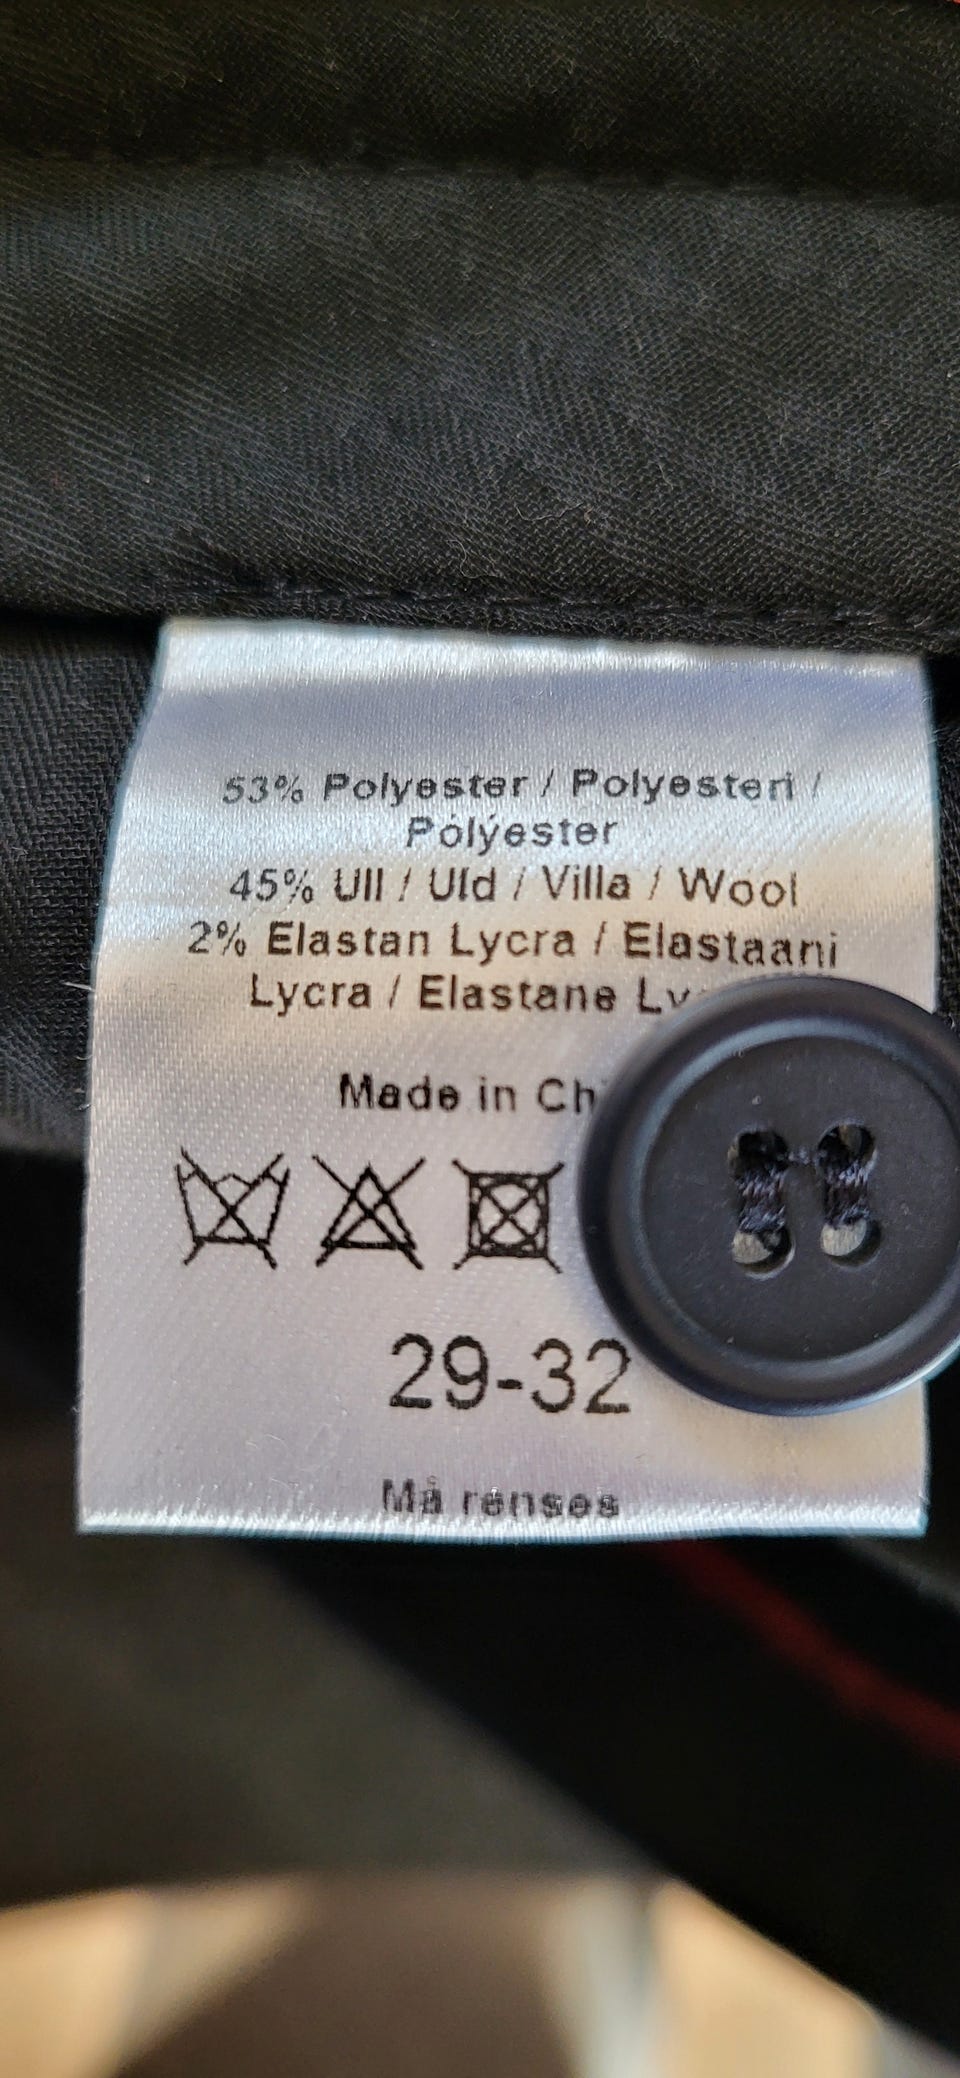 53% Polyester / Polyesteri /
Pólýester
45% Ull / Uld / Villa / Wool
2% Elastan Lycra / Elastaani
Lycra / Elastane
Made in
29-32
Må renses